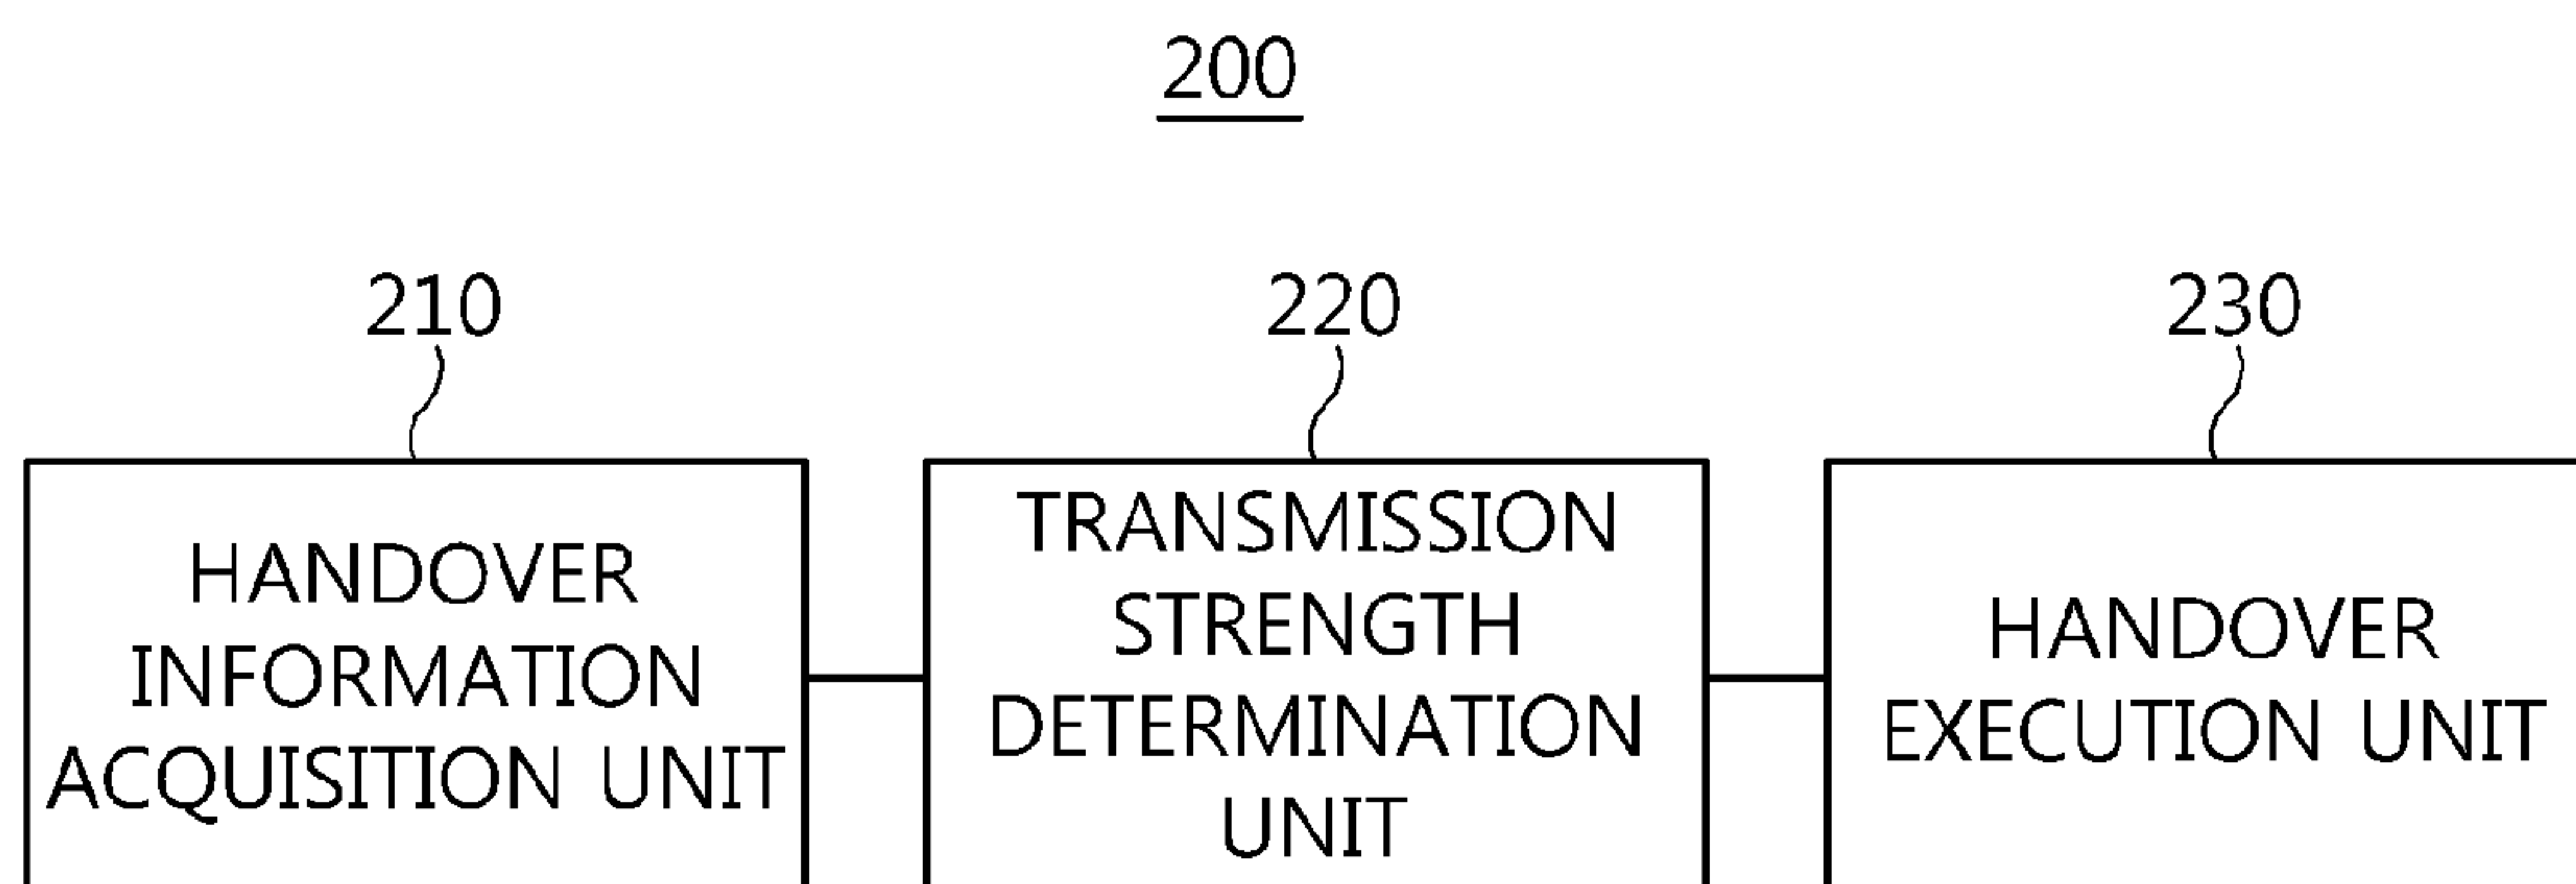 200
210
220
230
HANDOVER
INFORMATION
ACQUISITION UNIT
TRANSMISSION
STRENGTH
DETERMINATION
UNIT
HANDOVER
EXECUTION UNIT